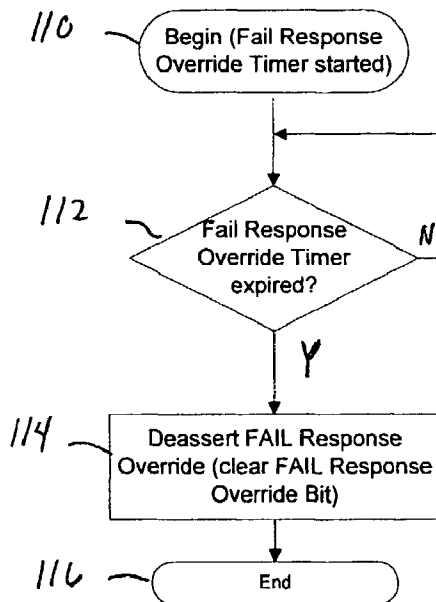 110
Begin (Fail Response
Override Timer started)
112
Fail Response
Override Timer
expired?
N
Y
114
Deassert FAIL Response
Override (clear FAIL Response
Override Bit)
116
End